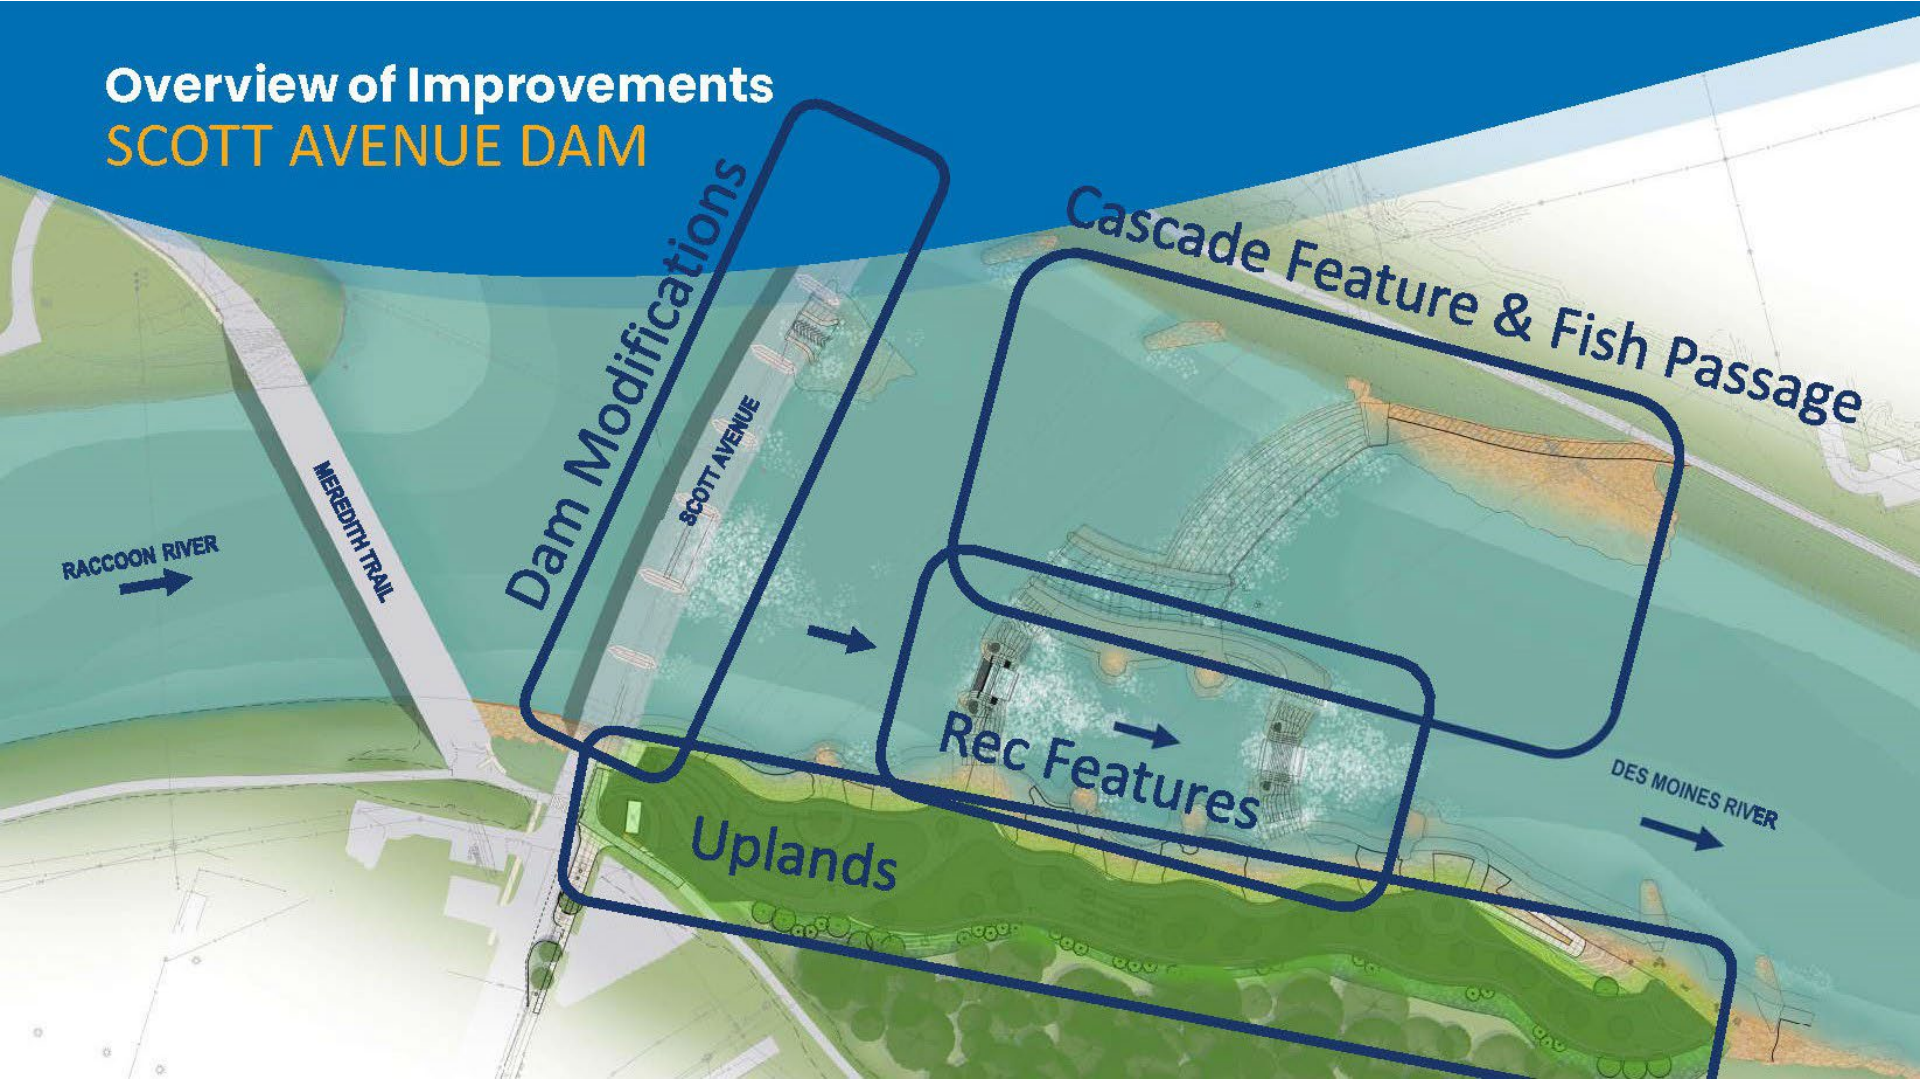 Overview of Improvements
SCOTT AVENUE DAM
Dam Modifications
Cascade Feature & Fish Passage
SCOTT AVENUE
MEREDITH TRAIL
RACCOON RIVER
Rec Features
DES MOINES RIVER
Uplands